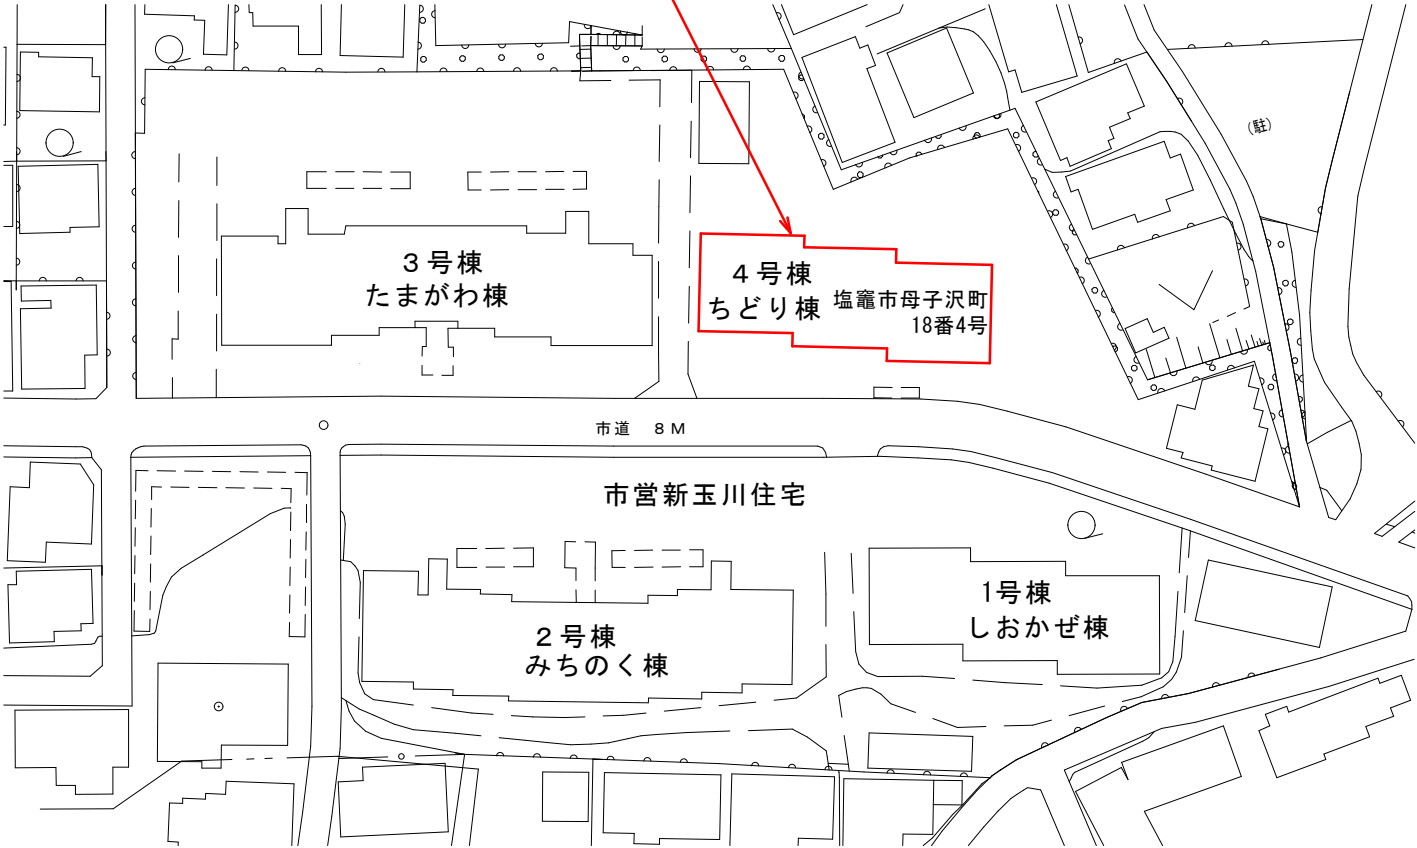 (駐)
3号棟
たまがわ棟
4号棟
ちどり棟
塩竈市母子沢町
18番4号
市道 8M
市営新玉川住宅
1号棟
しおかぜ棟
2号棟
みちのく棟